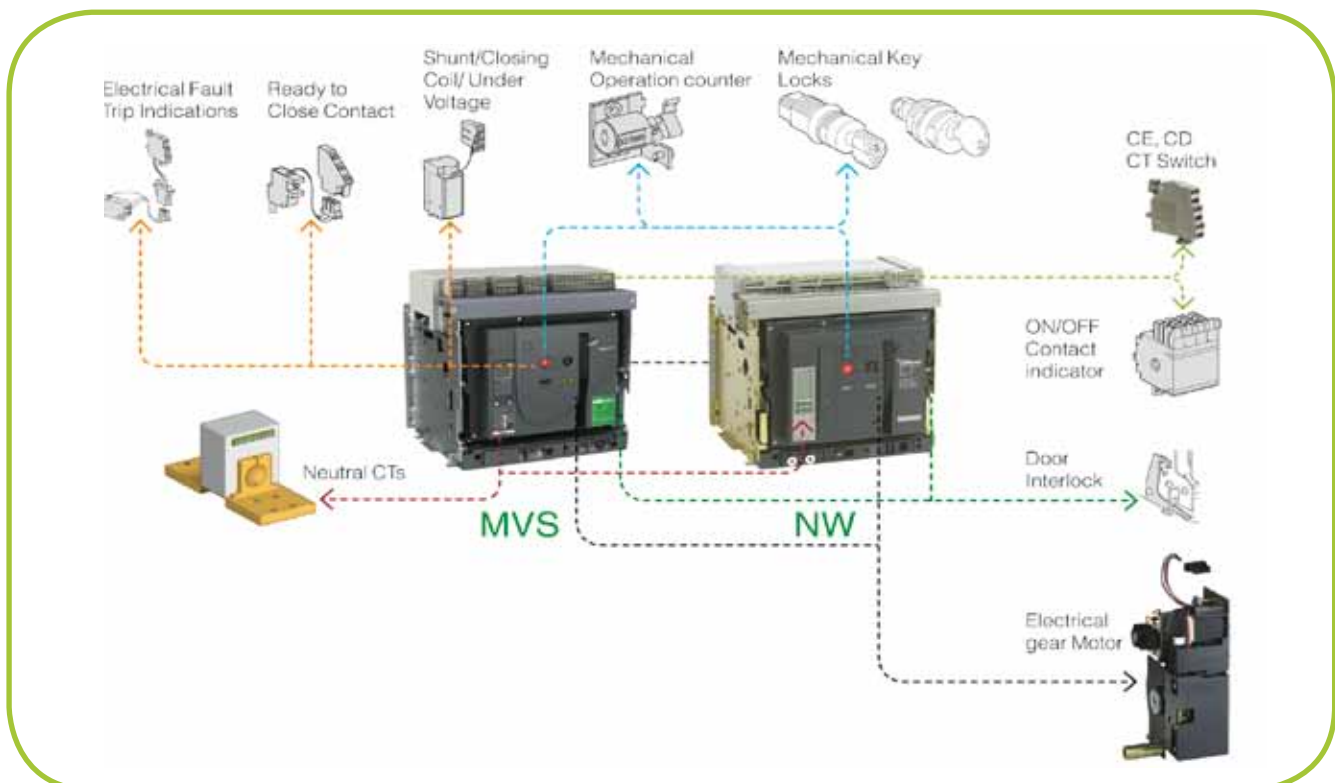 Electrical Fault
Trip Indications
Ready to
Close Contact
Shunt/Closing
Coil/ Under
Voltage
Mechanical
Operation counter
Mechanical Key
Locks
CE, CD
CT Switch
ON/OFF
Contact
indicator
Neutral CTs
Door
Interlock
MVS
NW
Electrical
gear Motor